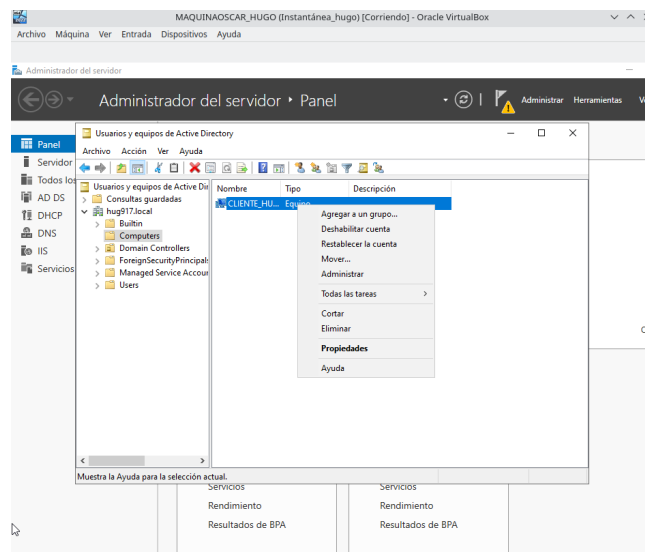 MAQUINAOSCAR_HUGO (Instantánea_hugo) [Corriendo] - Oracle VirtualBox
Archivo Máquina Ver Entrada Dispositivos Ayuda
Administrador del servidor
Administrador del servidor Panel
Administrar Herramientas
Panel
Servidor
Todos los
AD DS
DHCP
DNS
IIS
Servicios
Usuarios y equipos de Active Directory
Archivo Acción Ver Ayuda
Usuarios y equipos de Active Dir
Consultas guardadas
hug917.local
Builtin
Computers
Domain Controllers
ForeignSecurityPrincipals
Managed Service Accour
Users
Nombre Tipo Descripción
CLIENTE_HU... Equipo
Agregar a un grupo...
Deshabilitar cuenta
Restablecer la cuenta
Mover...
Administrar
Todas las tareas
Cortar
Eliminar
Propiedades
Ayuda
Muestra la Ayuda para la selección actual.
Servicios Servicios
Rendimiento Rendimiento
Resultados de BPA Resultados de BPA